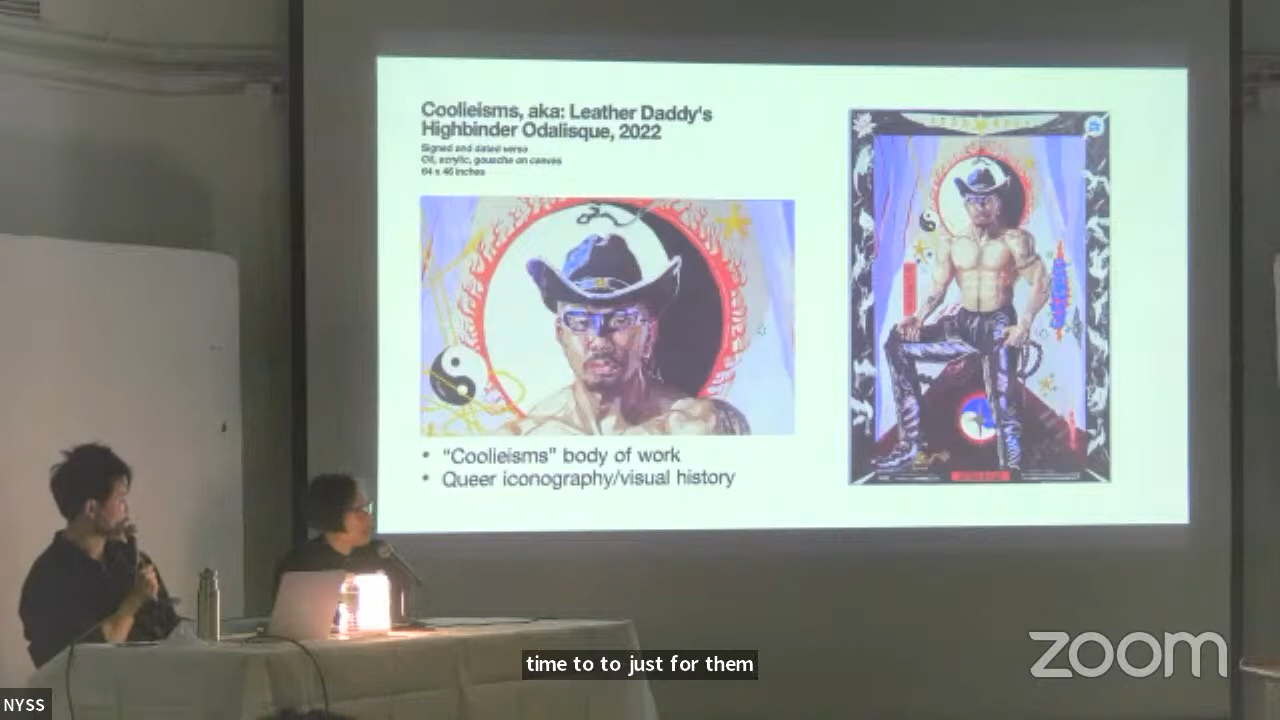 Coolieisms, aka: Leather Daddy's
Highbinder Odalisque, 2022
Signed and dated verso
Oil, acrylic, gouache on canvas
64 x 46 inches
• "Coolieisms" body of work
• Queer iconography/visual history
time to to just for them
zoom
NYSS